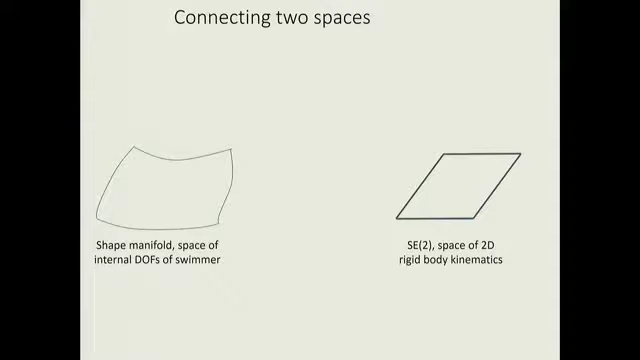 Connecting two spaces
Shape manifold, space of
internal DOFs of swimmer
SE(2), space of 2D
rigid body kinematics